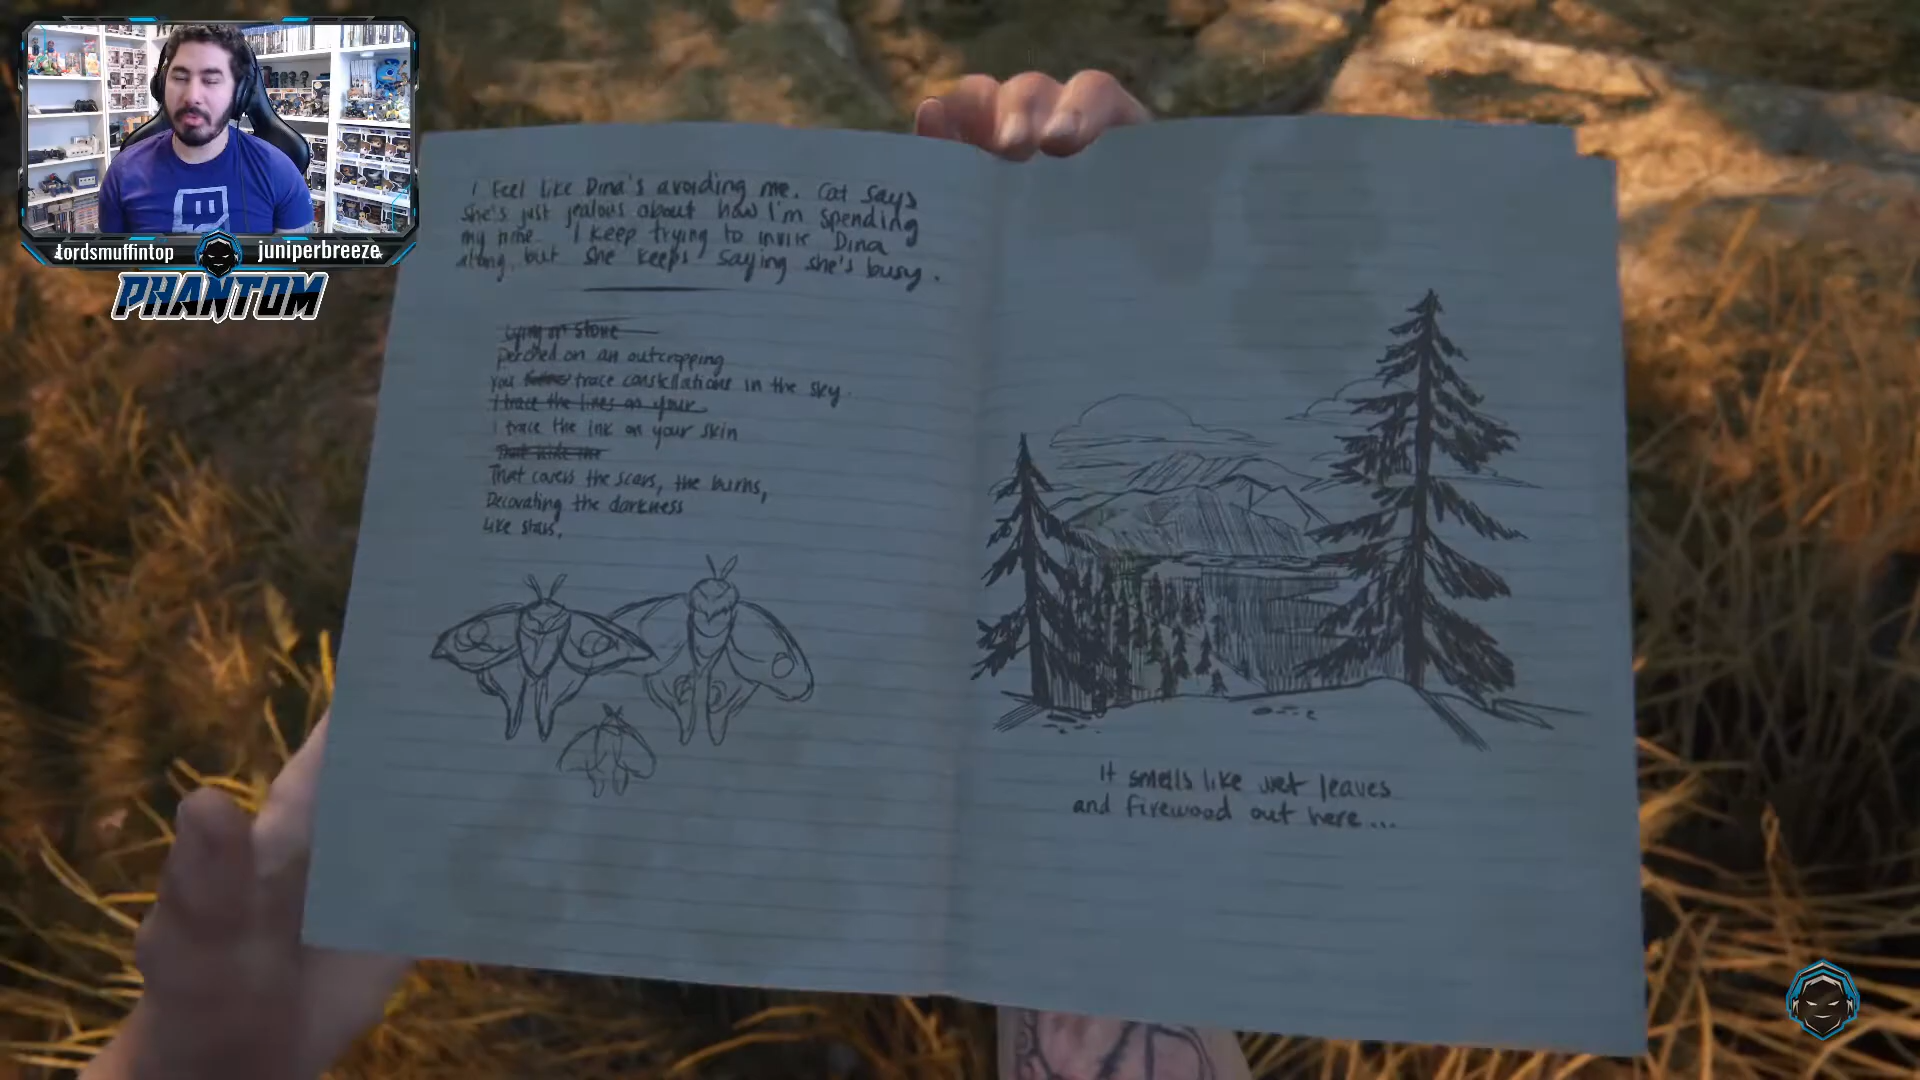 tordsmuffintop
juniperbreeze
PHANTOM
I feel like Dina's avoiding me. Cat says
she's just jealous about how I'm spending
my time. I keep trying to invite Dina
along, but she keeps saying she's busy.
Lying on stone
perched on an outcropping
you trace constellations in the sky.
I trace the lines on your
I trace the ink on your skin
That covers the scars, the burns,
Decorating the darkness
Like stars.
It smells like wet leaves
and firewood out here...